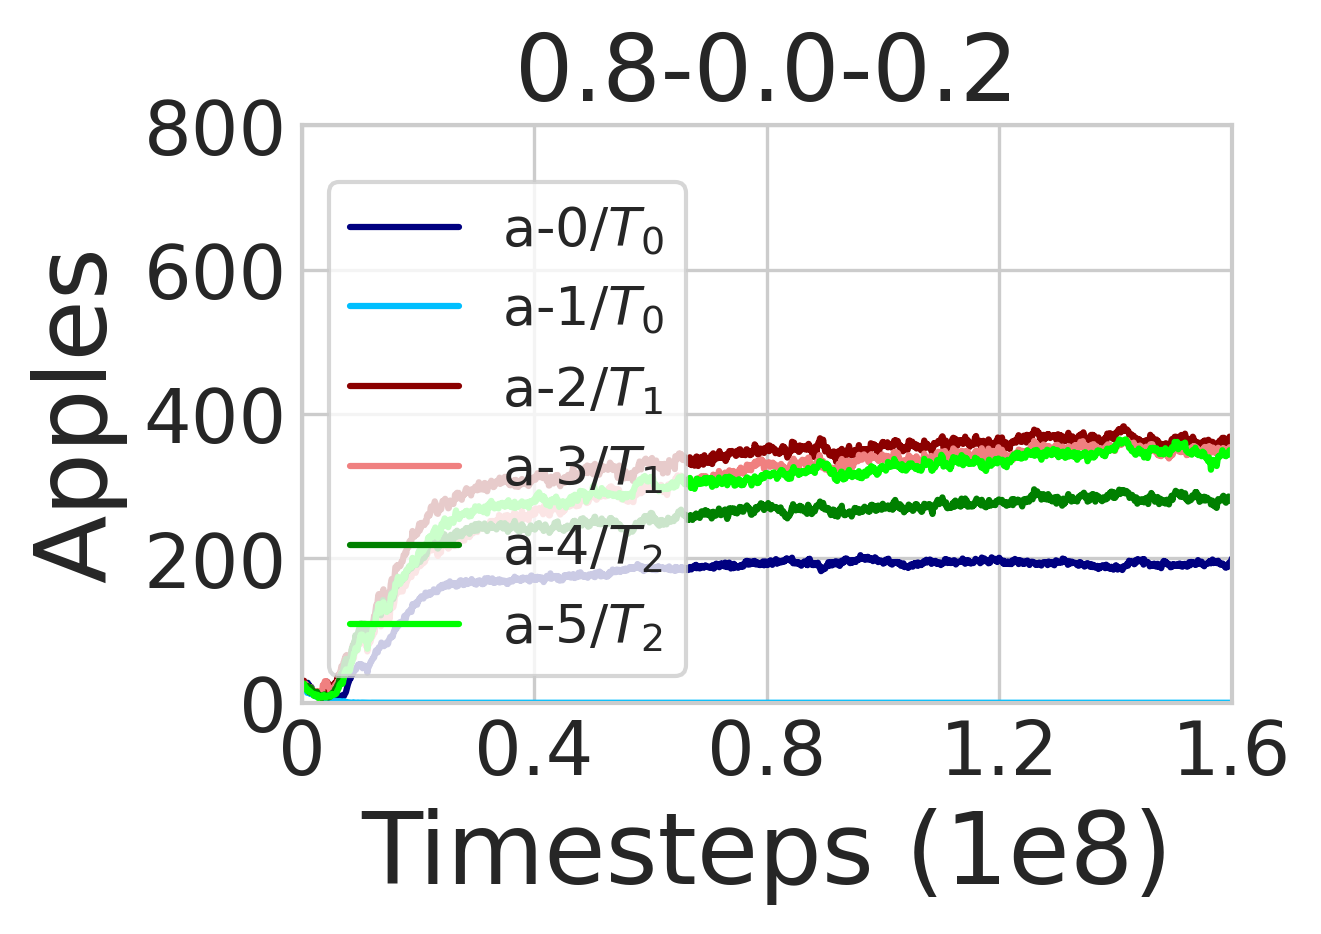 0.8-0.0-0.2
800
600
400
200
0
Apples
a-0/T₀
a-1/T₀
a-2/T₁
a-3/T₁
a-4/T₂
a-5/T₂
0 0.4 0.8 1.2 1.6
Timesteps (1e8)